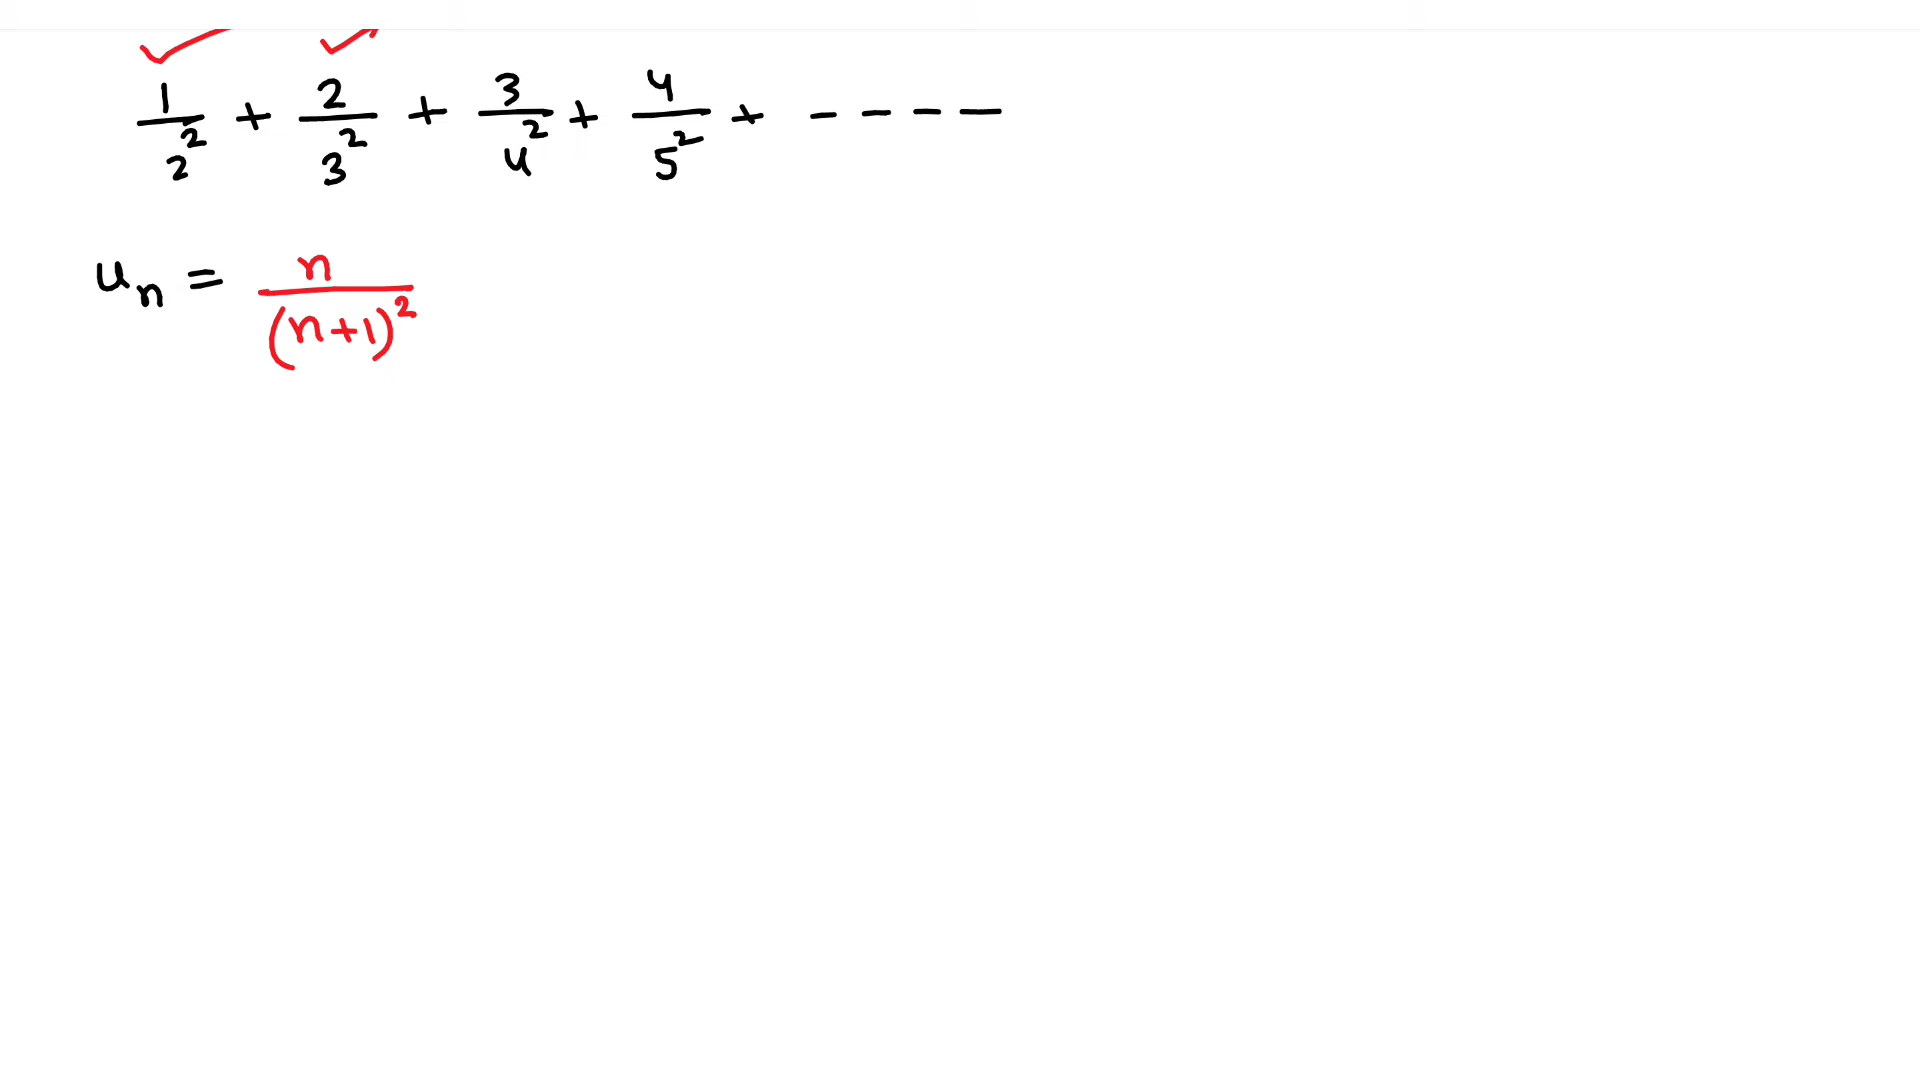 1/2² + 2/3² + 3/4² + 4/5² + - - - -
uₙ = n/(n+1)²